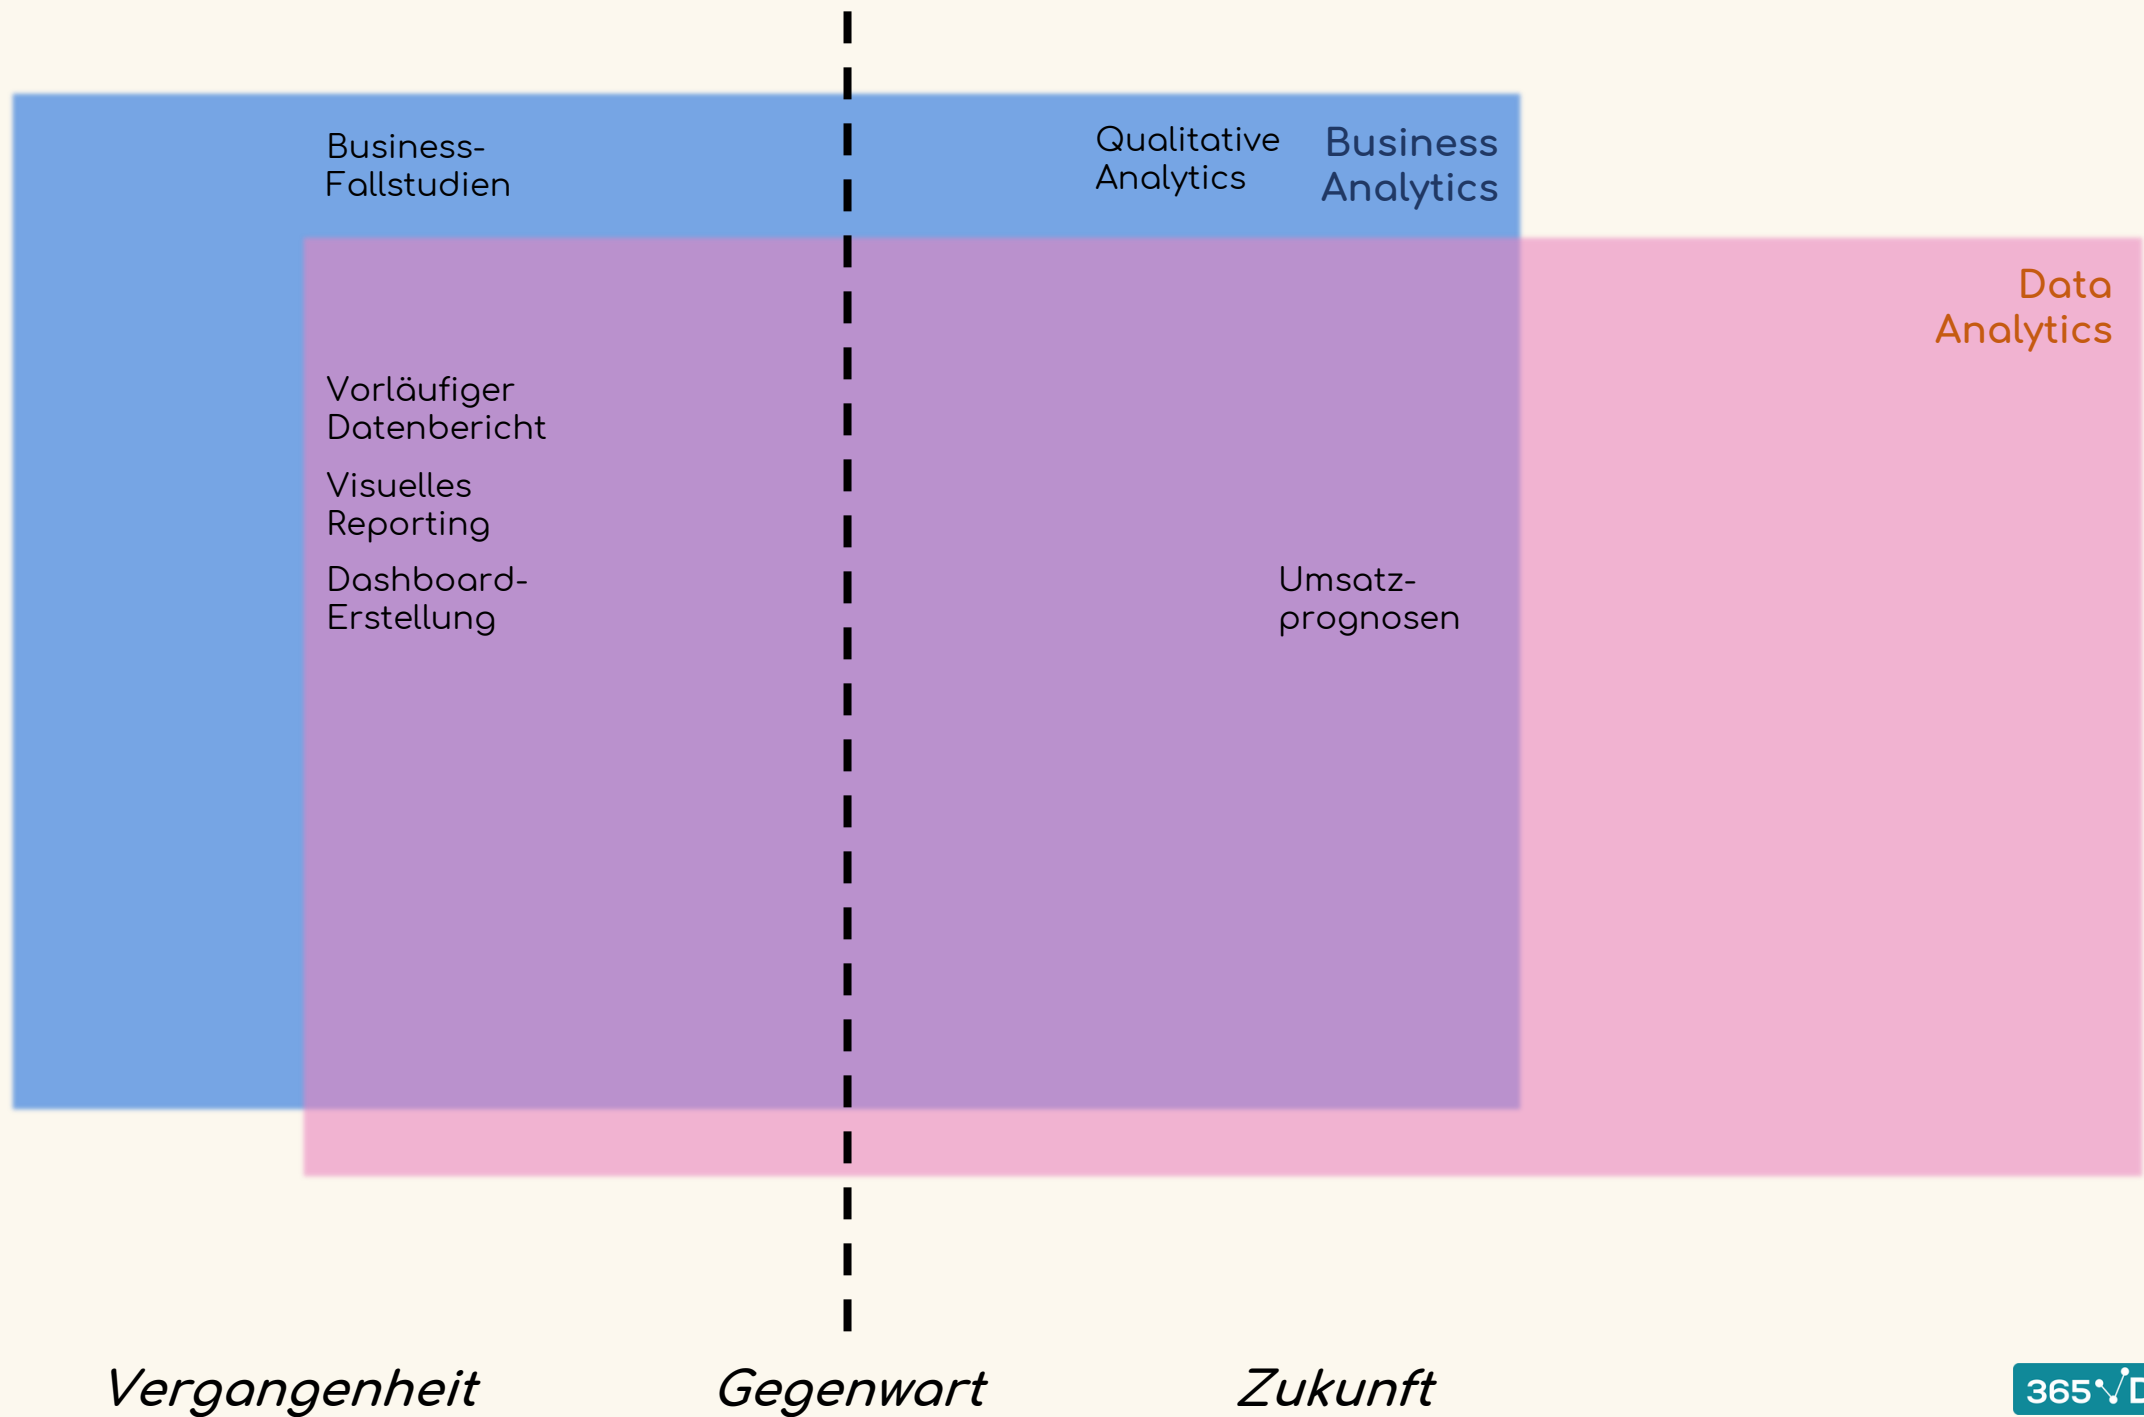 Business-
Fallstudien
Qualitative
Analytics
Business
Analytics
Data
Analytics
Vorläufiger
Datenbericht
Visuelles
Reporting
Dashboard-
Erstellung
Umsatz-
prognosen
Vergangenheit
Gegenwart
Zukunft
365